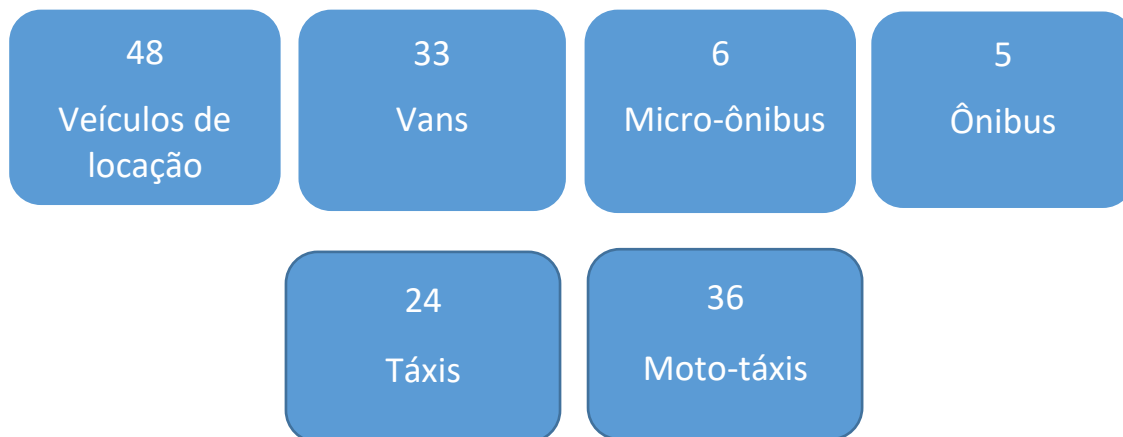 48
Veículos de
locação
33
Vans
6
Micro-ônibus
5
Ônibus
24
Táxis
36
Moto-táxis